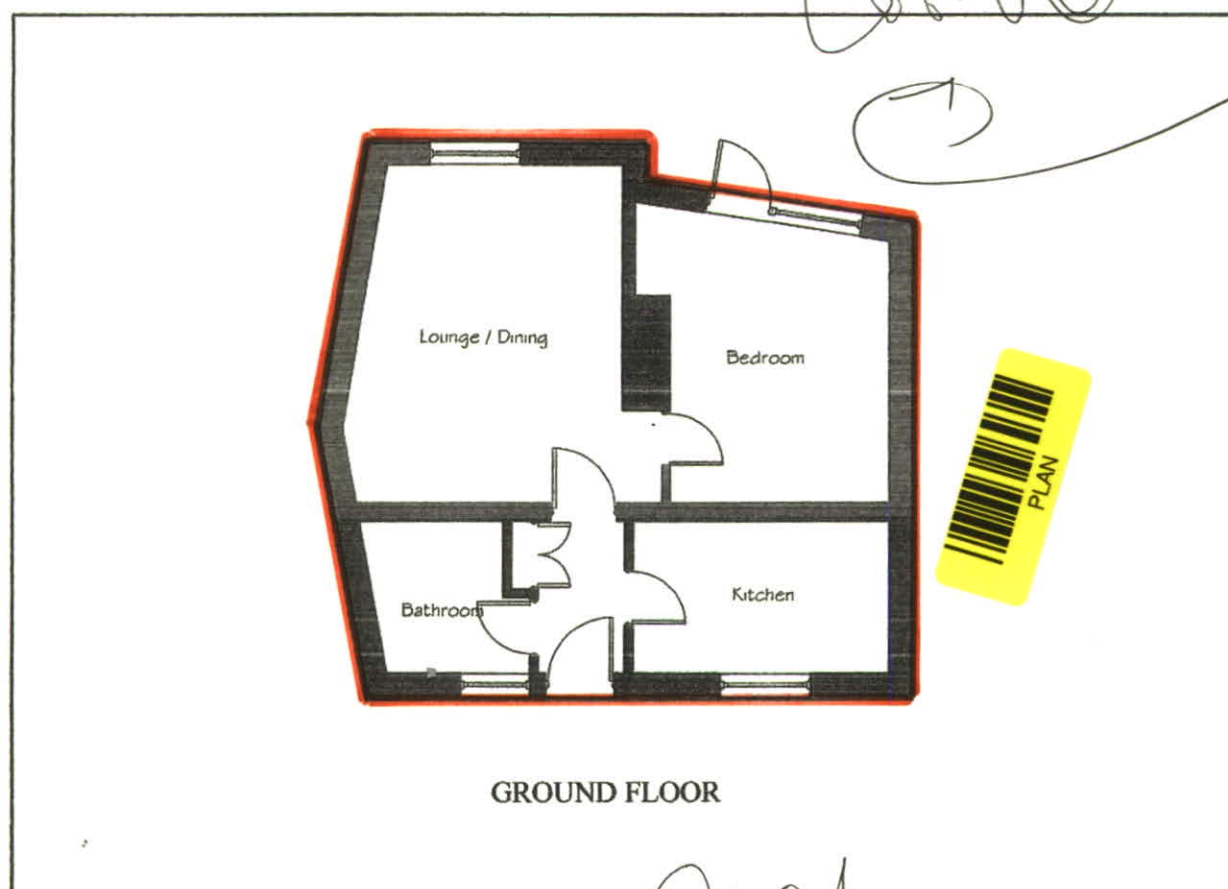 Lounge / Dining
Bedroom
PLAN
Bathroom
Kitchen
GROUND FLOOR